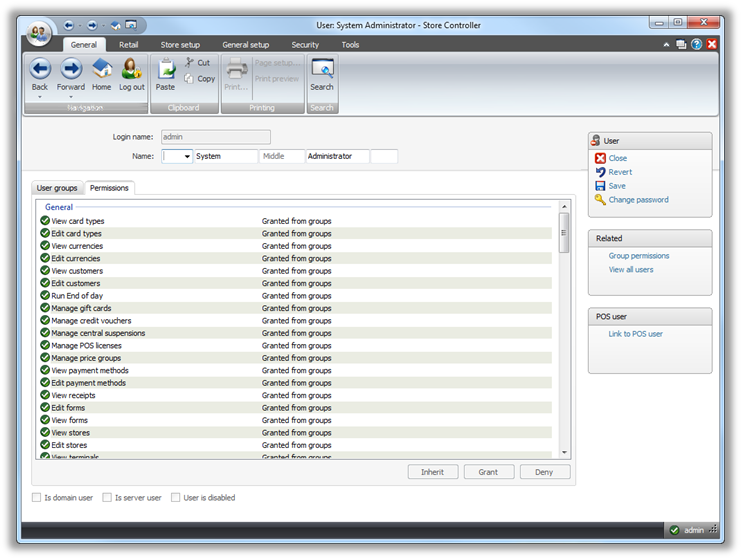 User: System Administrator - Store Controller
General Retail Store setup General setup Security Tools
Back Forward Home Log out Paste Cut Copy Print... Page setup... Print preview Search
Navigation Clipboard Printing Search
Login name: admin
Name: System Middle Administrator
User groups Permissions
General
View card types Granted from groups
Edit card types Granted from groups
View currencies Granted from groups
Edit currencies Granted from groups
View customers Granted from groups
Edit customers Granted from groups
Run End of day Granted from groups
Manage gift cards Granted from groups
Manage credit vouchers Granted from groups
Manage central suspensions Granted from groups
Manage POS licenses Granted from groups
Manage price groups Granted from groups
View payment methods Granted from groups
Edit payment methods Granted from groups
View receipts Granted from groups
Edit forms Granted from groups
View forms Granted from groups
View stores Granted from groups
Edit stores Granted from groups
View terminals Granted from groups
Inherit Grant Deny
Is domain user Is server user User is disabled
User
Close
Revert
Save
Change password
Related
Group permissions
View all users
POS user
Link to POS user
admin